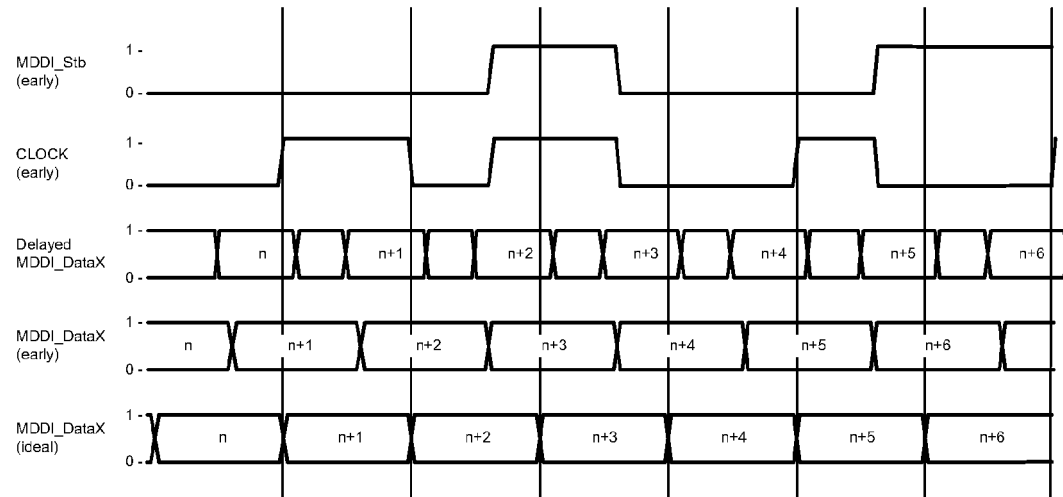 MDDI_Stb
(early)
1 -
0 -
CLOCK
(early)
1 -
0 -
Delayed
MDDI_DataX
1 -
0 -
n
n+1
n+2
n+3
n+4
n+5
n+6
MDDI_DataX
(early)
1 -
0 -
n
n+1
n+2
n+3
n+4
n+5
n+6
MDDI_DataX
(ideal)
1 -
0 -
n
n+1
n+2
n+3
n+4
n+5
n+6